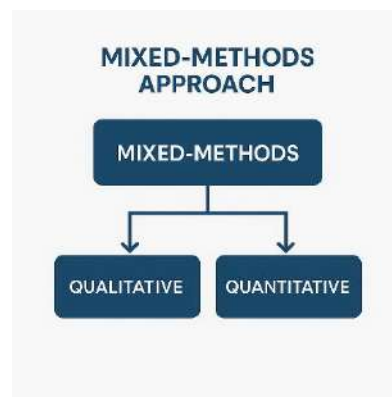 MIXED-METHODS
APPROACH
MIXED-METHODS
QUALITATIVE
QUANTITATIVE